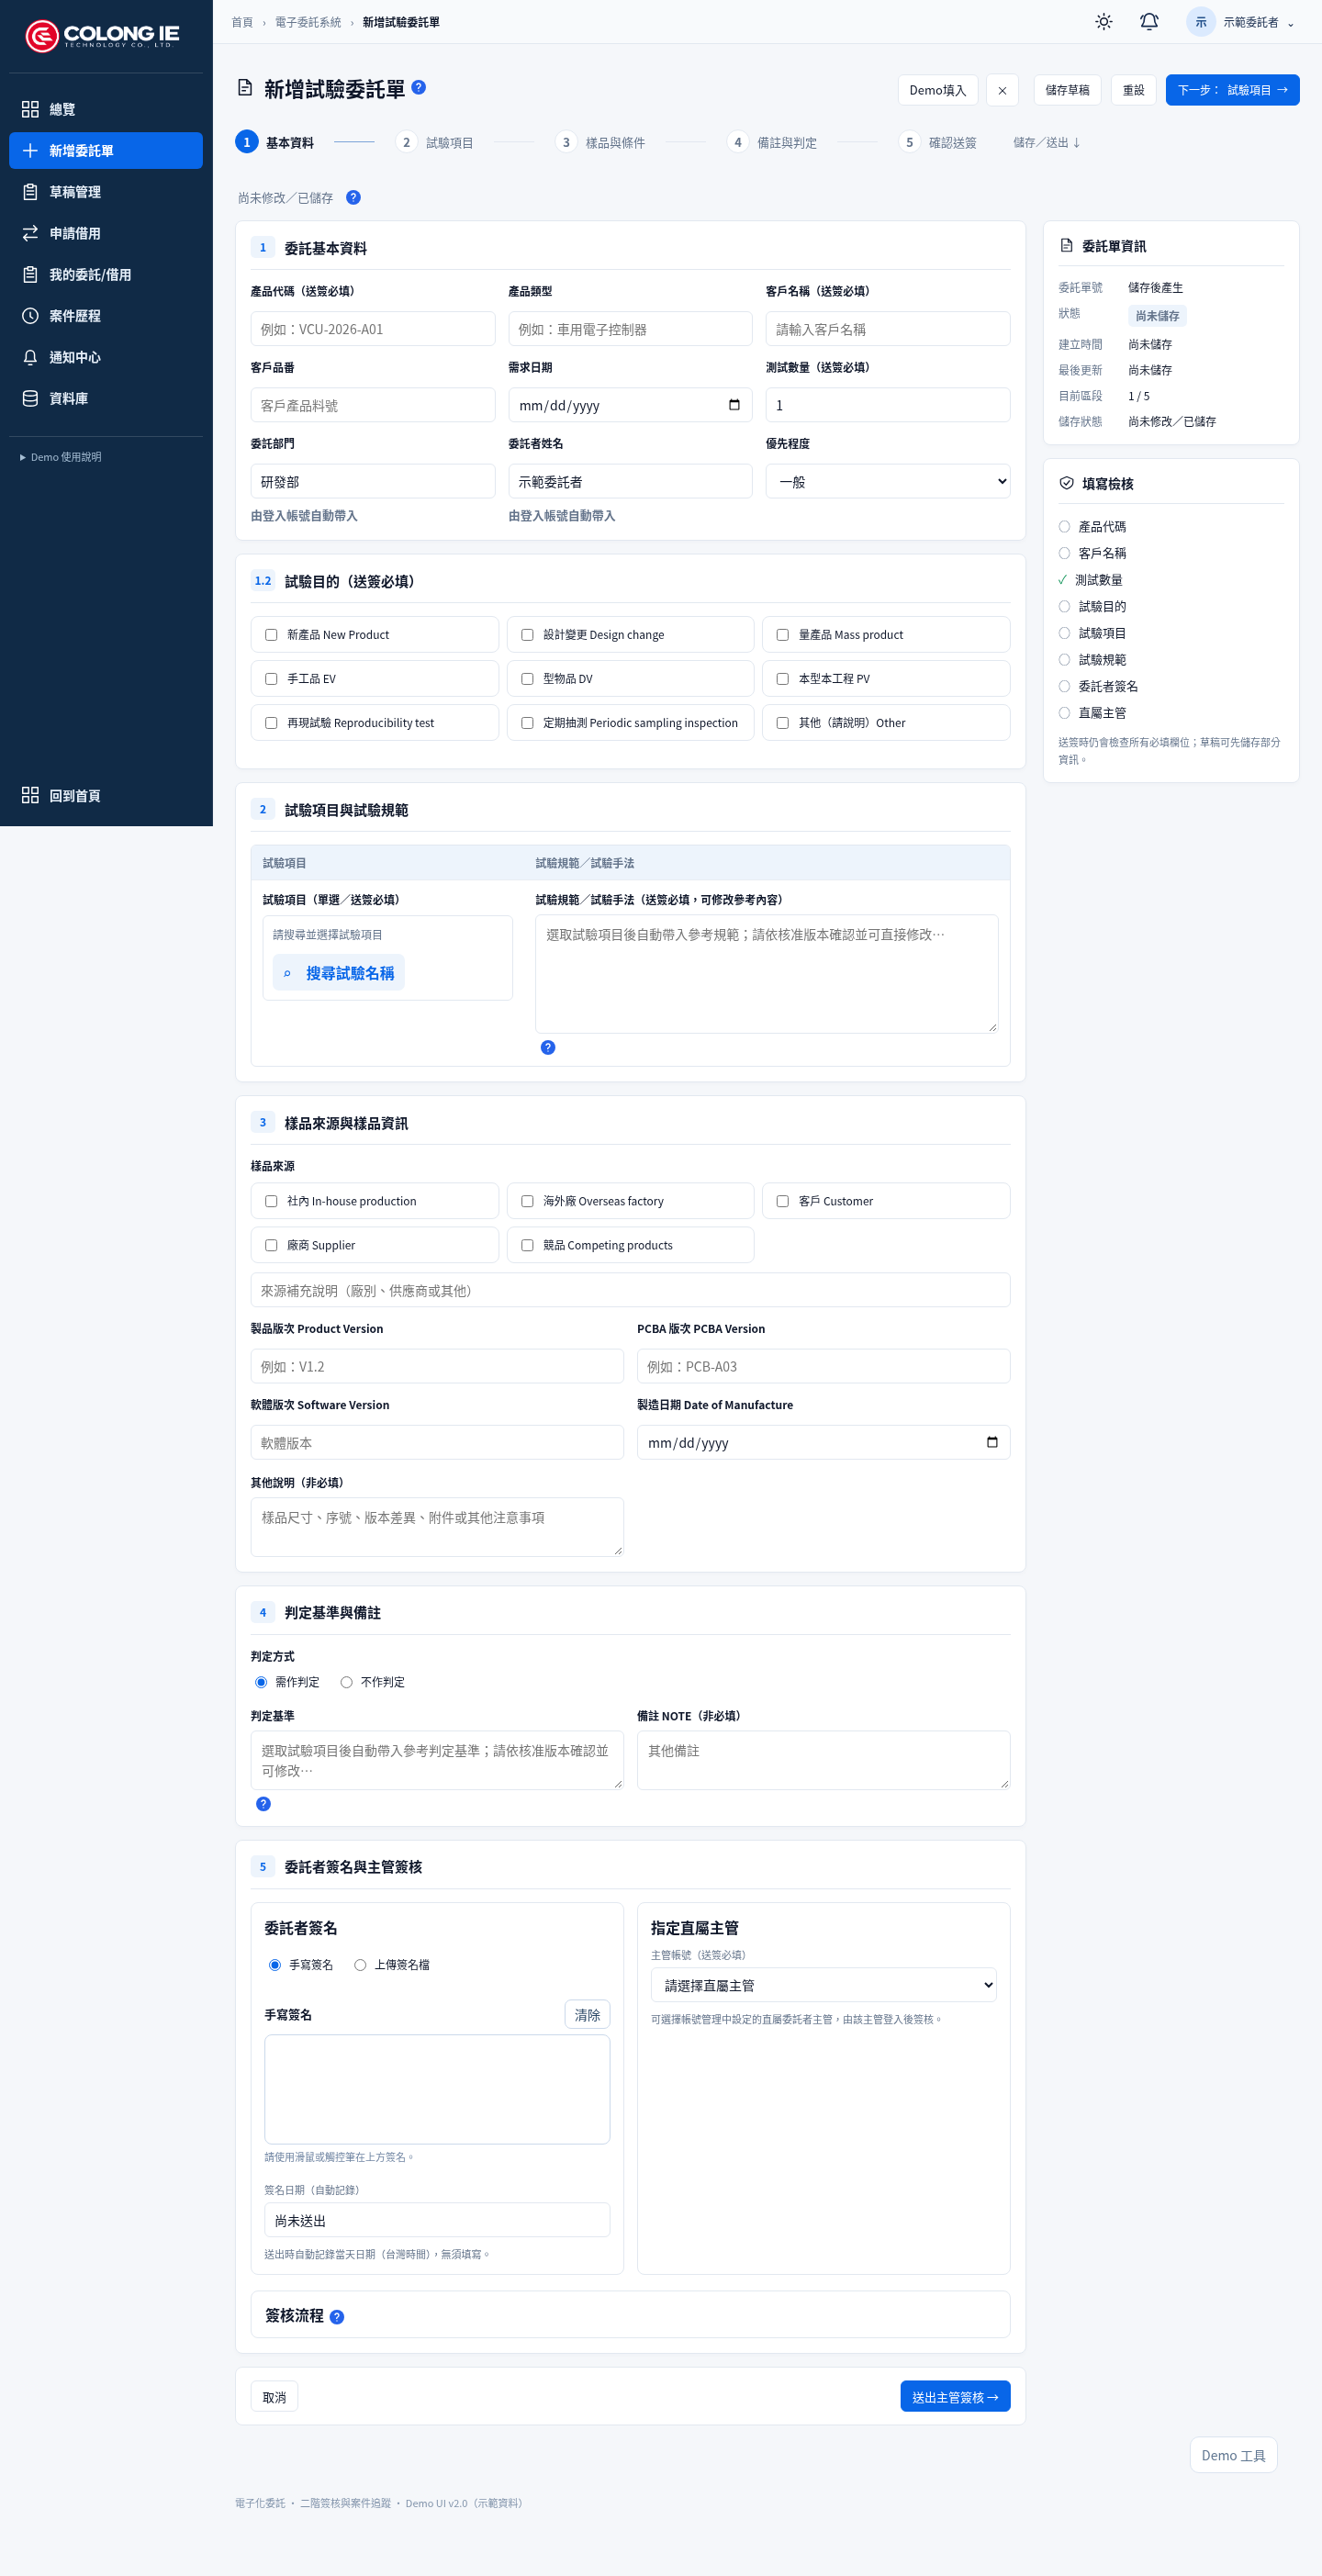 COLONG IE
TECHNOLOGY CO., LTD.
總覽
新增委託單
草稿管理
申請借用
我的委託/借用
案件歷程
通知中心
資料庫
Demo 使用說明
回到首頁
首頁 › 電子委託系統 › 新增試驗委託單
示 示範委託者
新增試驗委託單 ?
Demo填入 × 儲存草稿 重設 下一步： 試驗項目 →
1 基本資料 2 試驗項目 3 樣品與條件 4 備註與判定 5 確認送簽 儲存／送出 ↓
尚未修改／已儲存 ?
1 委託基本資料
產品代碼（送簽必填） 產品類型 客戶名稱（送簽必填）
例如：VCU-2026-A01 例如：車用電子控制器 請輸入客戶名稱
客戶品番 需求日期 測試數量（送簽必填）
客戶產品料號 mm/dd/yyyy 1
委託部門 委託者姓名 優先程度
研發部 示範委託者 一般
由登入帳號自動帶入 由登入帳號自動帶入
1.2 試驗目的（送簽必填）
新產品 New Product 設計變更 Design change 量產品 Mass product
手工品 EV 型物品 DV 本型本工程 PV
再現試驗 Reproducibility test 定期抽測 Periodic sampling inspection 其他（請說明）Other
2 試驗項目與試驗規範
試驗項目 試驗規範／試驗手法
試驗項目（單選／送簽必填） 試驗規範／試驗手法（送簽必填，可修改參考內容）
請搜尋並選擇試驗項目
搜尋試驗名稱
選取試驗項目後自動帶入參考規範；請依核准版本確認並可直接修改…
?
3 樣品來源與樣品資訊
樣品來源
社內 In-house production 海外廠 Overseas factory 客戶 Customer
廠商 Supplier 競品 Competing products
來源補充說明（廠別、供應商或其他）
製品版次 Product Version PCBA 版次 PCBA Version
例如：V1.2 例如：PCB-A03
軟體版次 Software Version 製造日期 Date of Manufacture
軟體版本 mm/dd/yyyy
其他說明（非必填）
樣品尺寸、序號、版本差異、附件或其他注意事項
4 判定基準與備註
判定方式
需作判定 不作判定
判定基準 備註 NOTE（非必填）
選取試驗項目後自動帶入參考判定基準；請依核准版本確認並
可修改…
其他備註
?
5 委託者簽名與主管簽核
委託者簽名
手寫簽名 上傳簽名檔
手寫簽名 清除
請使用滑鼠或觸控筆在上方簽名。
簽名日期（自動記錄）
尚未送出
送出時自動記錄當天日期（台灣時間），無須填寫。
指定直屬主管
主管帳號（送簽必填）
請選擇直屬主管
可選擇帳號管理中設定的直屬委託者主管，由該主管登入後簽核。
簽核流程 ?
取消 送出主管簽核 →
委託單資訊
委託單號 儲存後產生
狀態 尚未儲存
建立時間 尚未儲存
最後更新 尚未儲存
目前區段 1 / 5
儲存狀態 尚未修改／已儲存
填寫檢核
產品代碼
客戶名稱
✓ 測試數量
試驗目的
試驗項目
試驗規範
委託者簽名
直屬主管
送簽時仍會檢查所有必填欄位；草稿可先儲存部分
資訊。
Demo 工具
電子化委託 · 二階簽核與案件追蹤 · Demo UI v2.0（示範資料）